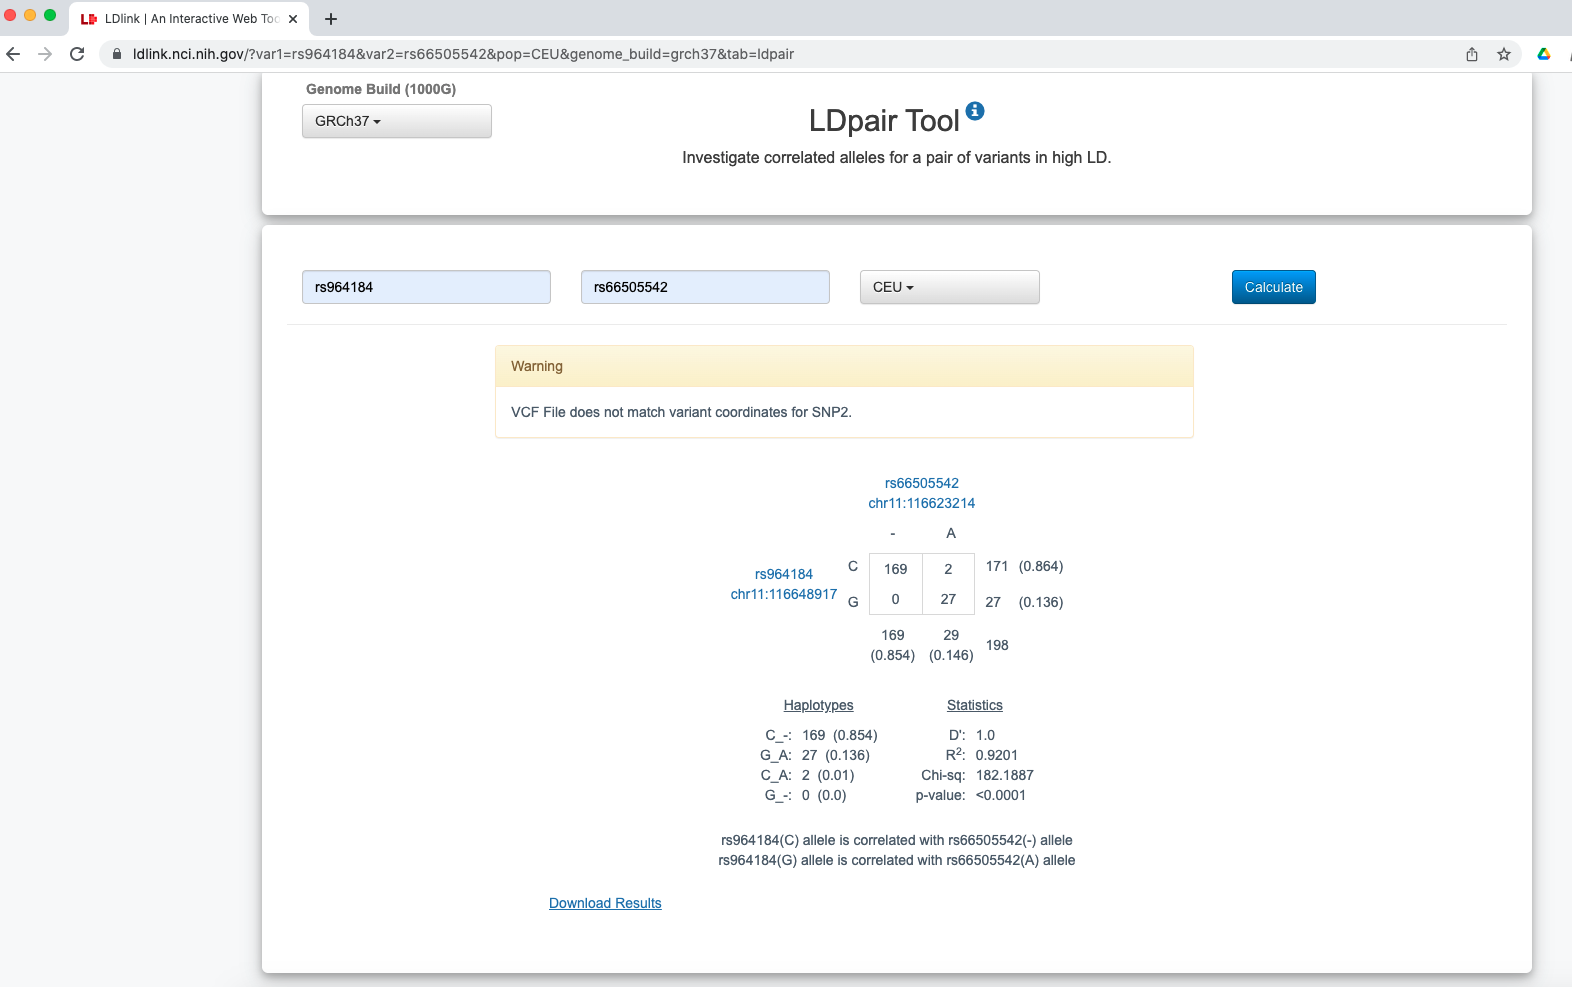 LDlink | An Interactive Web Too
ldlink.nci.nih.gov/?var1=rs964184&var2=rs66505542&pop=CEU&genome_build=grch37&tab=ldpair
Genome Build (1000G)
GRCh37
LDpair Tool
Investigate correlated alleles for a pair of variants in high LD.
rs964184 rs66505542 CEU Calculate
Warning
VCF File does not match variant coordinates for SNP2.
rs66505542
chr11:116623214
- A
C 169 2 171 (0.864)
rs964184
chr11:116648917
G 0 27 27 (0.136)
169 29 198
(0.854) (0.146)
Haplotypes Statistics
C_-: 169 (0.854) D': 1.0
G_A: 27 (0.136) R²: 0.9201
C_A: 2 (0.01) Chi-sq: 182.1887
G_-: 0 (0.0) p-value: <0.0001
rs964184(C) allele is correlated with rs66505542(-) allele
rs964184(G) allele is correlated with rs66505542(A) allele
Download Results